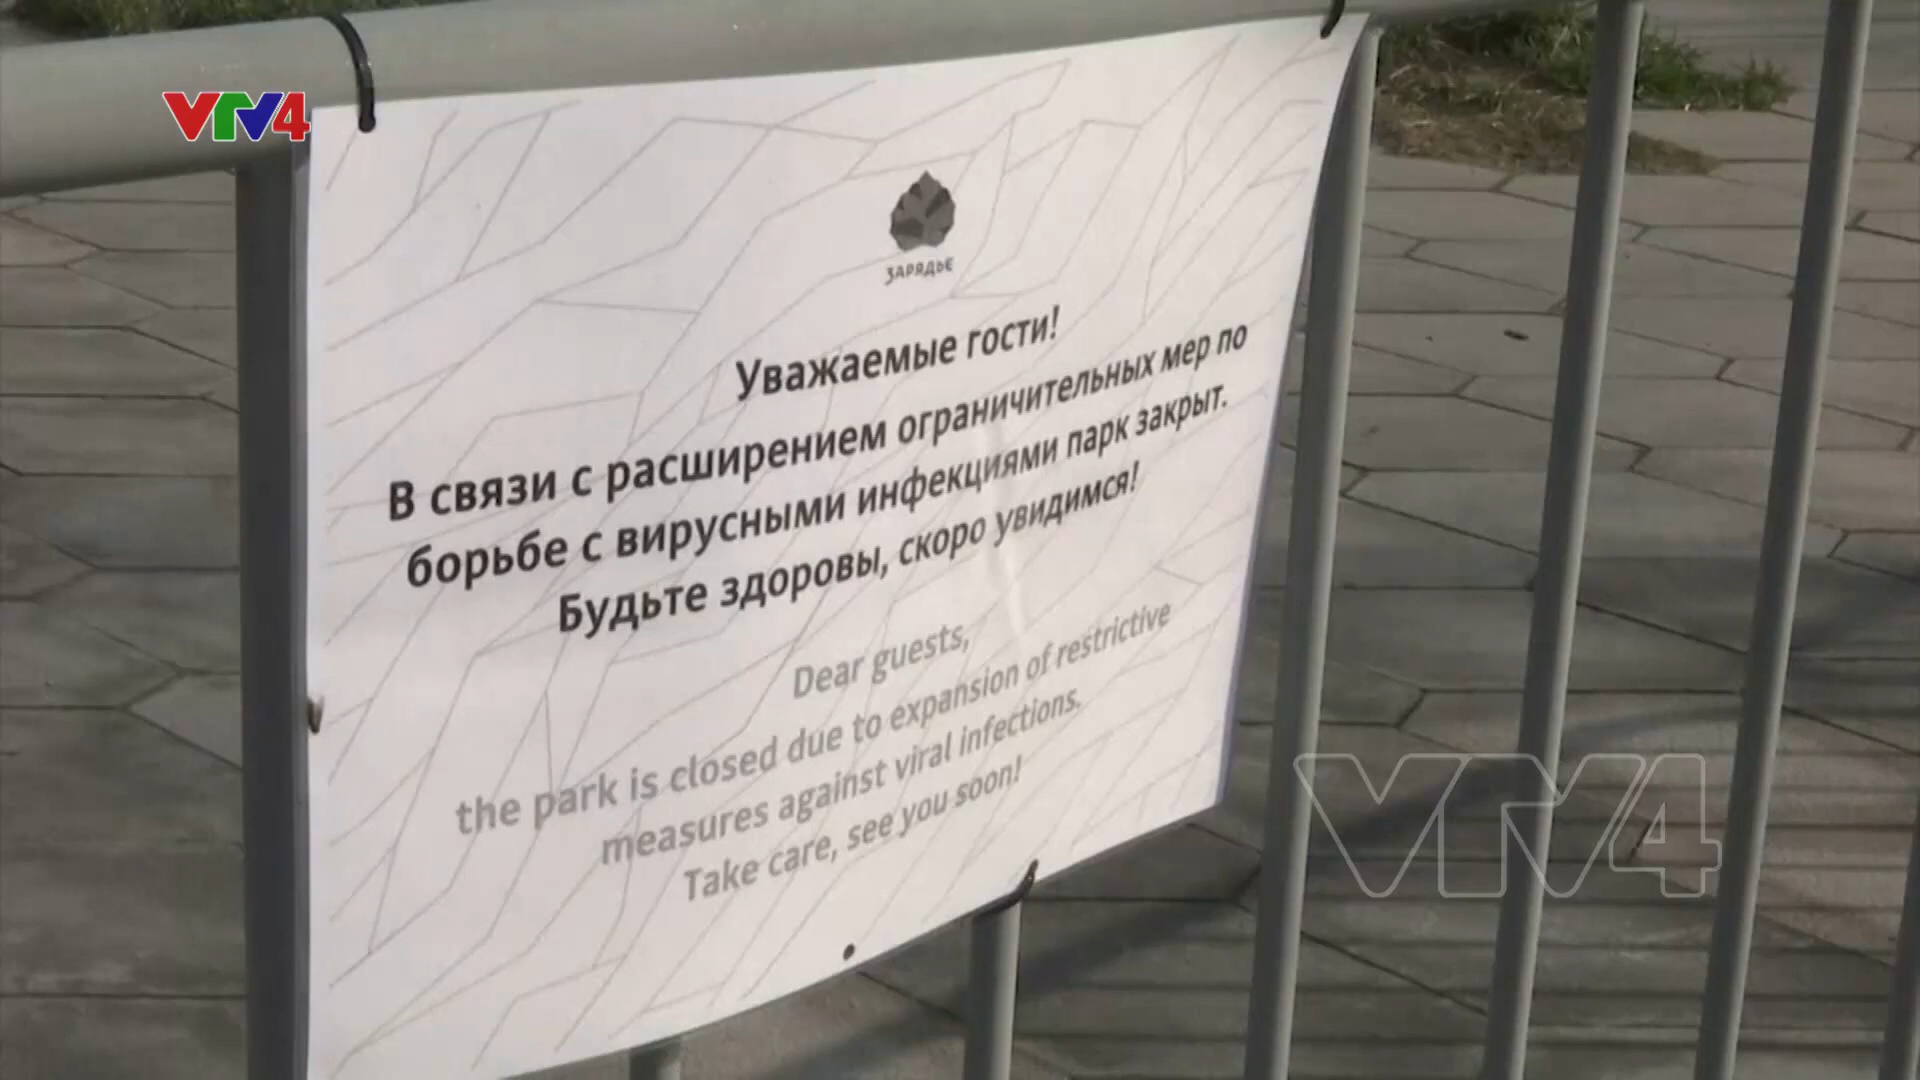 VTV4
ЗАРЯДЬЕ
Уважаемые гости!
В связи с расширением ограничительных мер по
борьбе с вирусными инфекциями парк закрыт.
Будьте здоровы, скоро увидимся!
Dear guests,
the park is closed due to expansion of restrictive
measures against viral infections.
Take care, see you soon!
VTV4